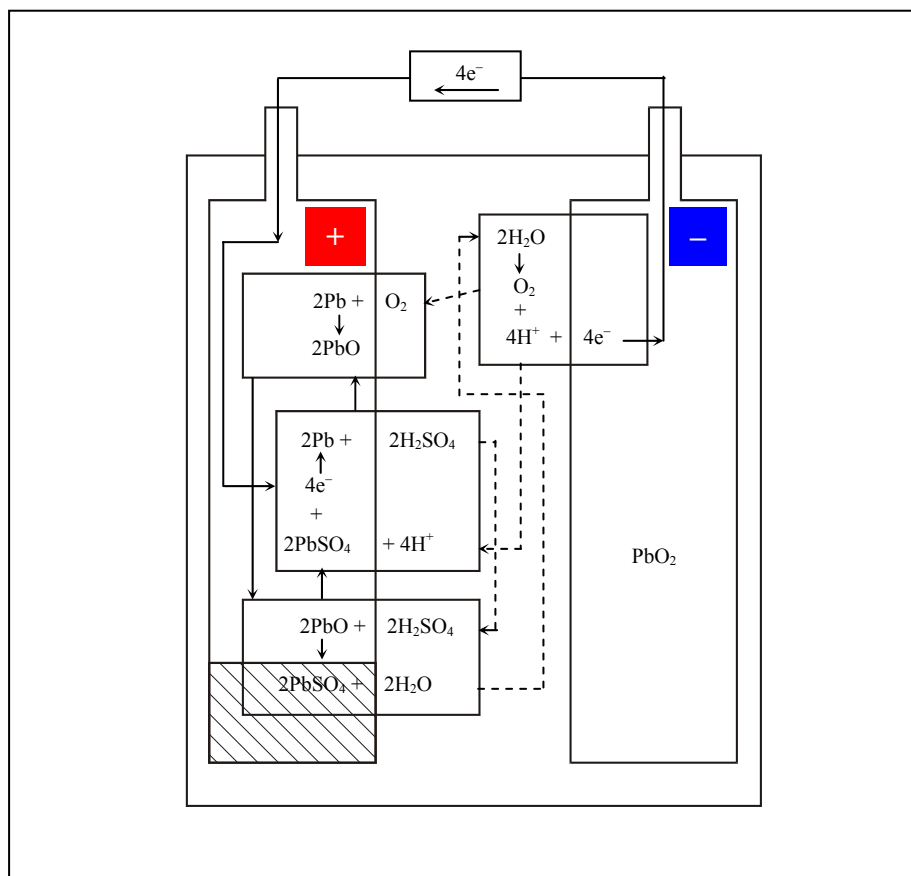 4e⁻
+
−
2H₂O
O₂
+
4H⁺ + 4e⁻
2Pb + O₂
2PbO
2Pb + 2H₂SO₄
4e⁻
+
2PbSO₄ + 4H⁺
PbO₂
2PbO + 2H₂SO₄
2PbSO₄ + 2H₂O